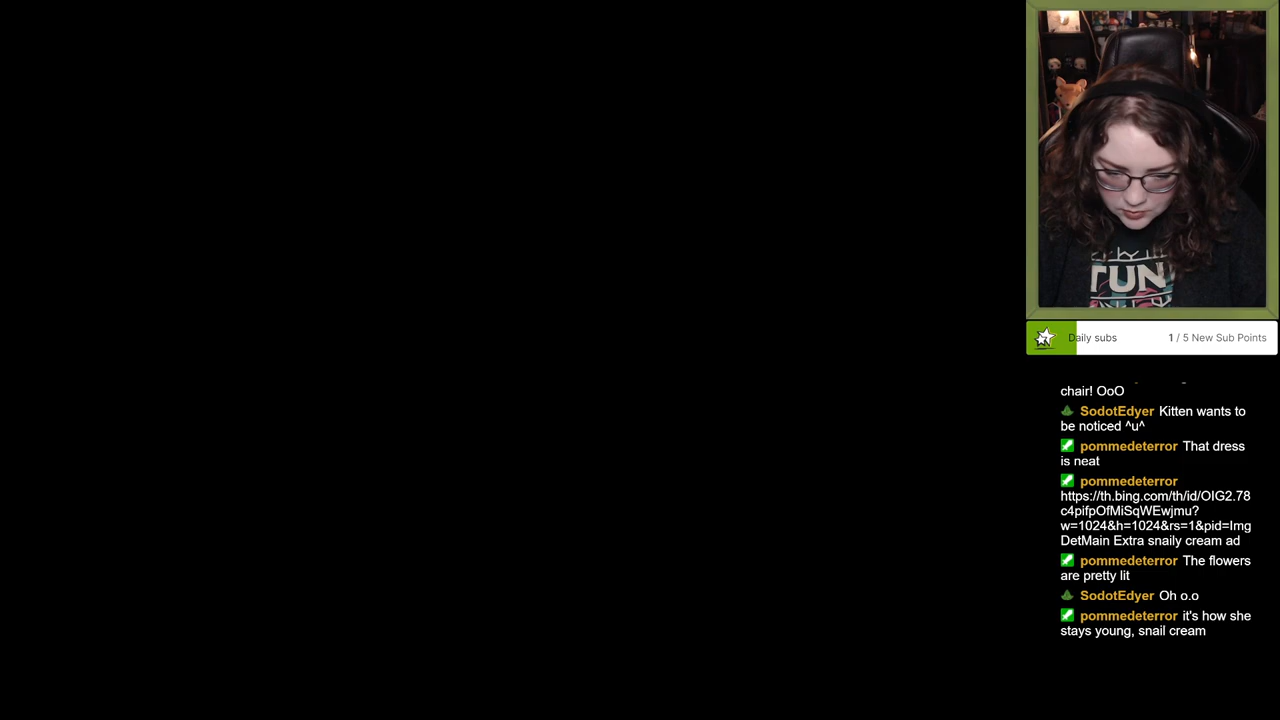 TUN
Daily subs 1 / 5 New Sub Points
chair! OoO
SodotEdyer Kitten wants to
be noticed ^u^
pommedeterror That dress
is neat
pommedeterror
https://th.bing.com/th/id/OIG2.78
c4pifpOfMiSqWEwjmu?
w=1024&h=1024&rs=1&pid=Img
DetMain Extra snaily cream ad
pommedeterror The flowers
are pretty lit
SodotEdyer Oh o.o
pommedeterror it's how she
stays young, snail cream